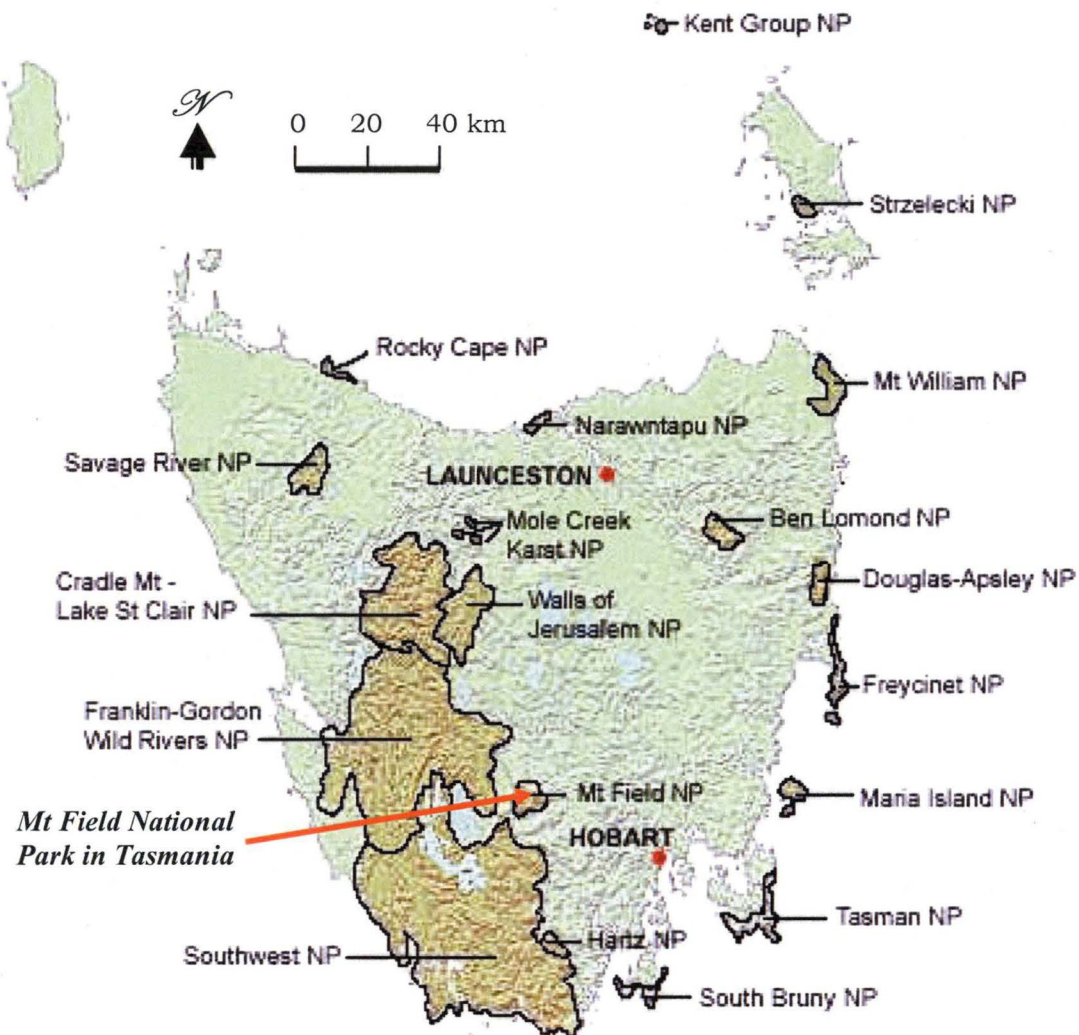 Kent Group NP
N
0 20 40 km
Strzelecki NP
Rocky Cape NP
Mt William NP
Narawntapu NP
Savage River NP
LAUNCESTON
Mole Creek
Karst NP
Ben Lomond NP
Cradle Mt -
Lake St Clair NP
Walls of
Jerusalem NP
Douglas-Apsley NP
Freycinet NP
Franklin-Gordon
Wild Rivers NP
Mt Field NP
Maria Island NP
Mt Field National
Park in Tasmania
HOBART
Tasman NP
Hartz NP
Southwest NP
South Bruny NP